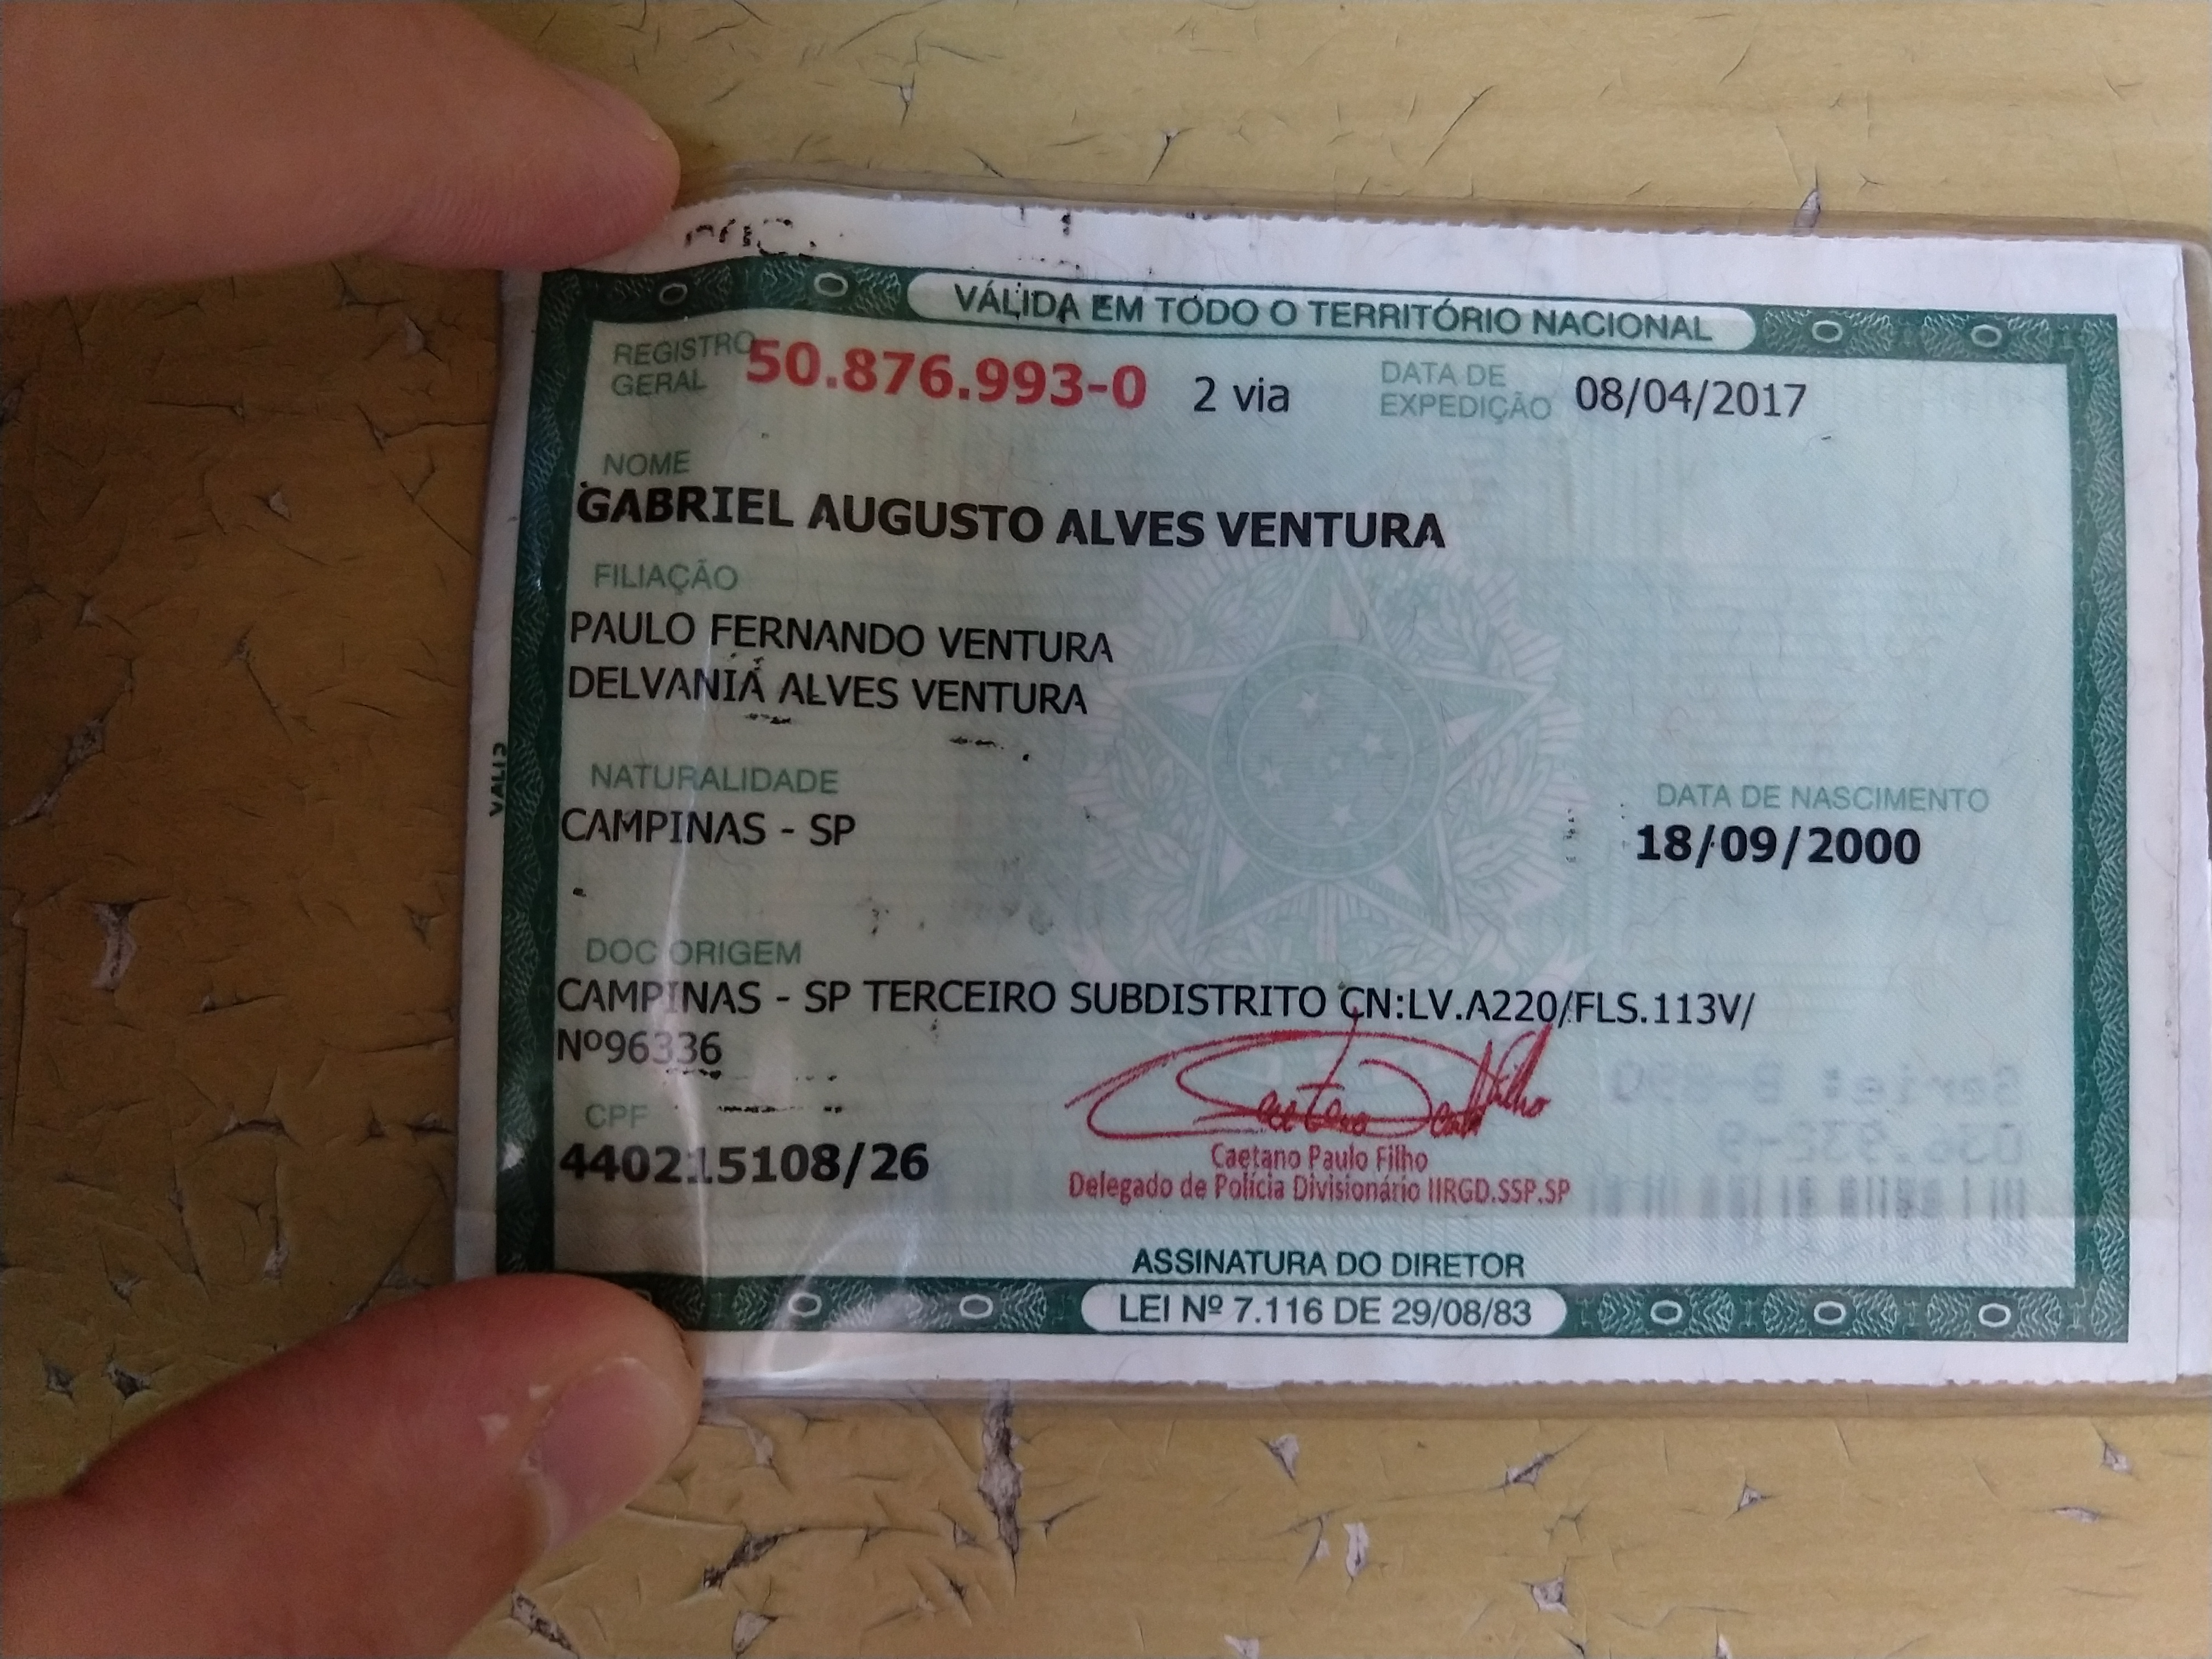 VÁLIDA EM TODO O TERRITÓRIO NACIONAL
REGISTRO GERAL 50.876.993-0 2 via DATA DE EXPEDIÇÃO 08/04/2017
NOME
GABRIEL AUGUSTO ALVES VENTURA
FILIAÇÃO
PAULO FERNANDO VENTURA
DELVANIA ALVES VENTURA
NATURALIDADE DATA DE NASCIMENTO
CAMPINAS - SP 18/09/2000
DOC ORIGEM
CAMPINAS - SP TERCEIRO SUBDISTRITO CN:LV.A220/FLS.113V/
Nº96336
CPF
440215108/26
Caetano Paulo Filho
Delegado de Polícia Divisionário IIRGD.SSP.SP
ASSINATURA DO DIRETOR
LEI Nº 7.116 DE 29/08/83